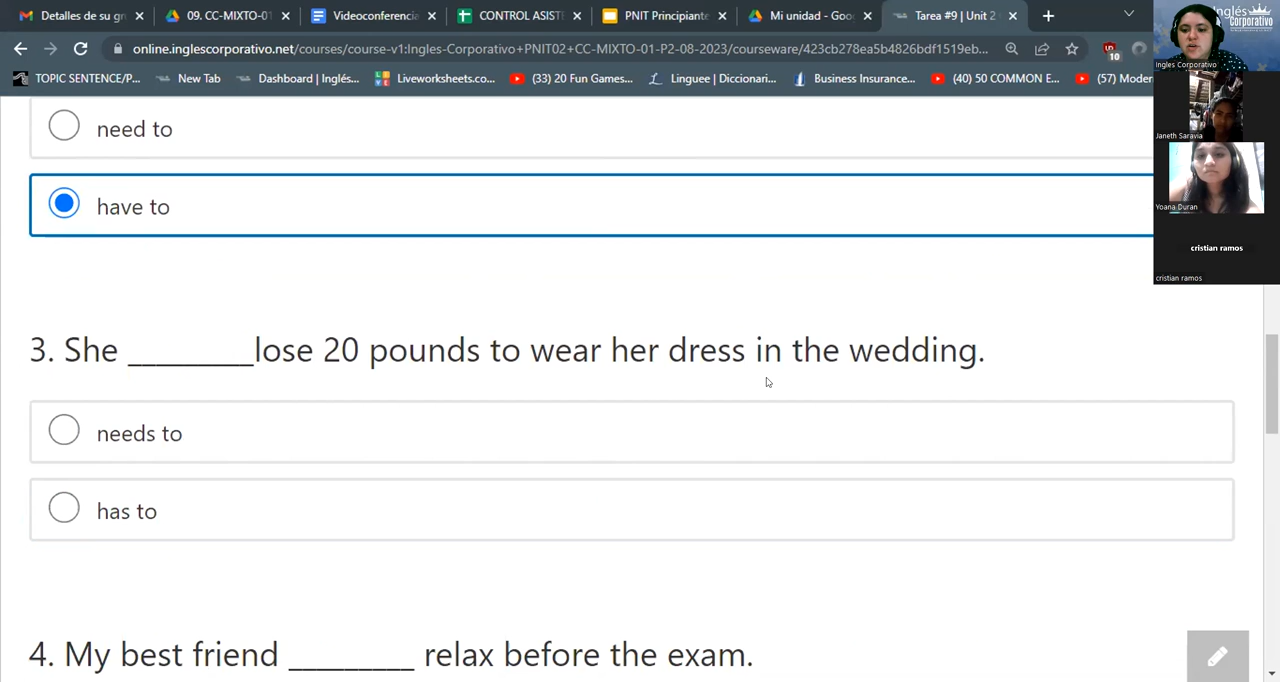 Detalles de su gr
09. CC-MIXTO-01
Videoconferencia
CONTROL ASIST
PNIT Principiante
Mi unidad - Goo
Tarea #9 | Unit 2
online.inglescorporativo.net/courses/course-v1:Ingles-Corporativo+PNIT02+CC-MIXTO-01-P2-08-2023/courseware/423cb278ea5b4826bdf1519eb...
10
TOPIC SENTENCE/P...
New Tab
Dashboard | Inglés...
Liveworksheets.co...
(33) 20 Fun Games...
Linguee | Diccionari...
Business Insurance...
(40) 50 COMMON E...
(57) Moder
Inglés
Corporativo
Ingles Corporativo
Janeth Saravia
Yoana Duran
cristian ramos
cristian ramos
need to
have to
3. She _________lose 20 pounds to wear her dress in the wedding.
needs to
has to
4. My best friend _________ relax before the exam.